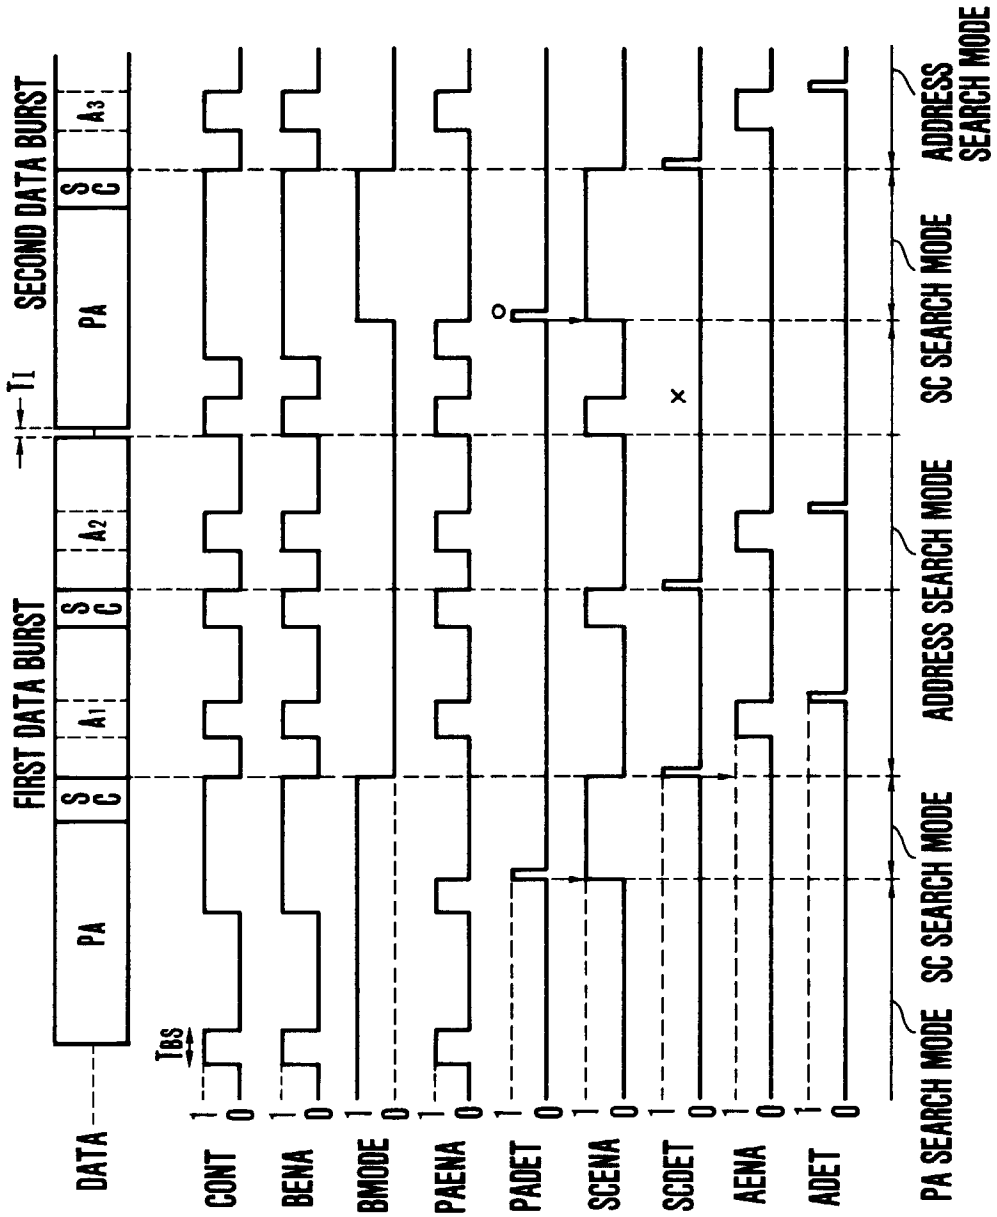 FIRST DATA BURST
SECOND DATA BURST
TI
DATA
PA
SC
A1
SC
A2
PA
SC
A3
TBS
CONT
1
0
BENA
1
0
BMODE
1
0
PAENA
1
0
PADET
1
0
SCENA
1
0
SCDET
1
0
×
AENA
1
0
ADET
1
0
PA SEARCH MODE
SC SEARCH MODE
ADDRESS SEARCH MODE
SC SEARCH MODE
ADDRESS
SEARCH MODE